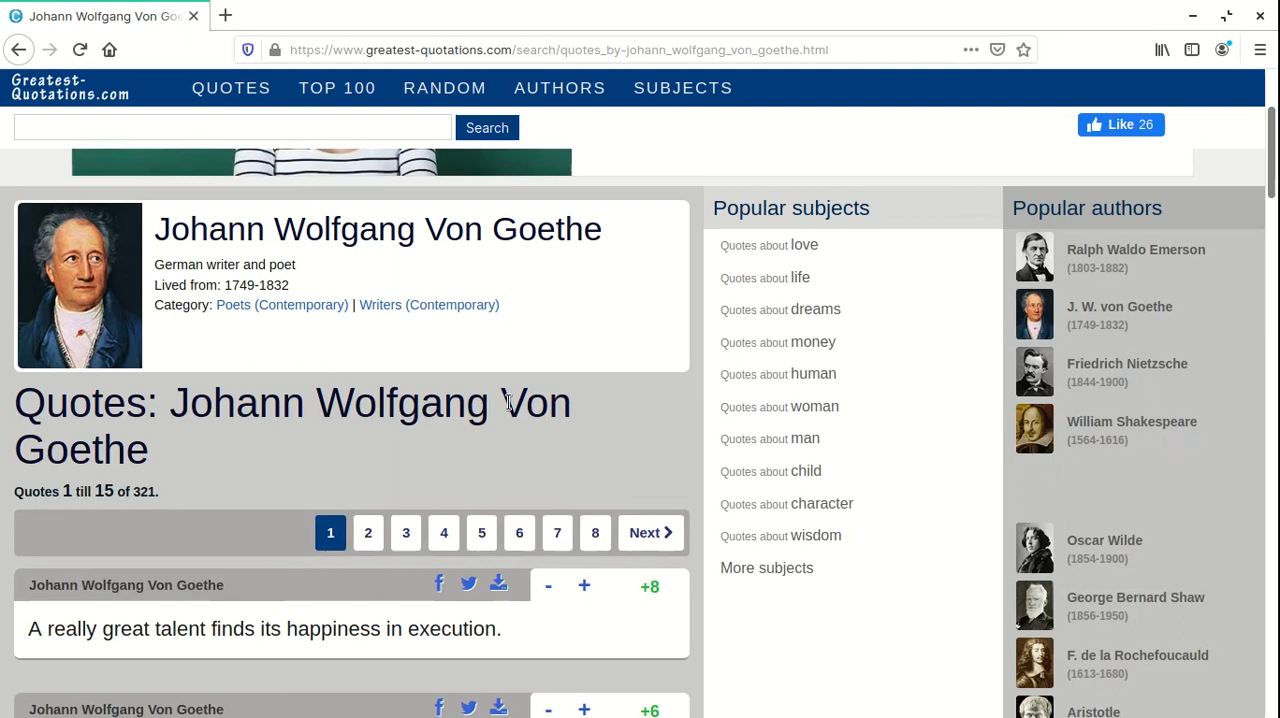 Johann Wolfgang Von Go
https://www.greatest-quotations.com/search/quotes_by-johann_wolfgang_von_goethe.html
Greatest-
Quotations.com
QUOTES TOP 100 RANDOM AUTHORS SUBJECTS
Search
Like 26
Johann Wolfgang Von Goethe
German writer and poet
Lived from: 1749-1832
Category: Poets (Contemporary) | Writers (Contemporary)
Quotes: Johann Wolfgang Von
Goethe
Quotes 1 till 15 of 321.
1 2 3 4 5 6 7 8 Next
Johann Wolfgang Von Goethe - + +8
A really great talent finds its happiness in execution.
Johann Wolfgang Von Goethe - + +6
Popular subjects
Quotes about love
Quotes about life
Quotes about dreams
Quotes about money
Quotes about human
Quotes about woman
Quotes about man
Quotes about child
Quotes about character
Quotes about wisdom
More subjects
Popular authors
Ralph Waldo Emerson
(1803-1882)
J. W. von Goethe
(1749-1832)
Friedrich Nietzsche
(1844-1900)
William Shakespeare
(1564-1616)
Oscar Wilde
(1854-1900)
George Bernard Shaw
(1856-1950)
F. de la Rochefoucauld
(1613-1680)
Aristotle